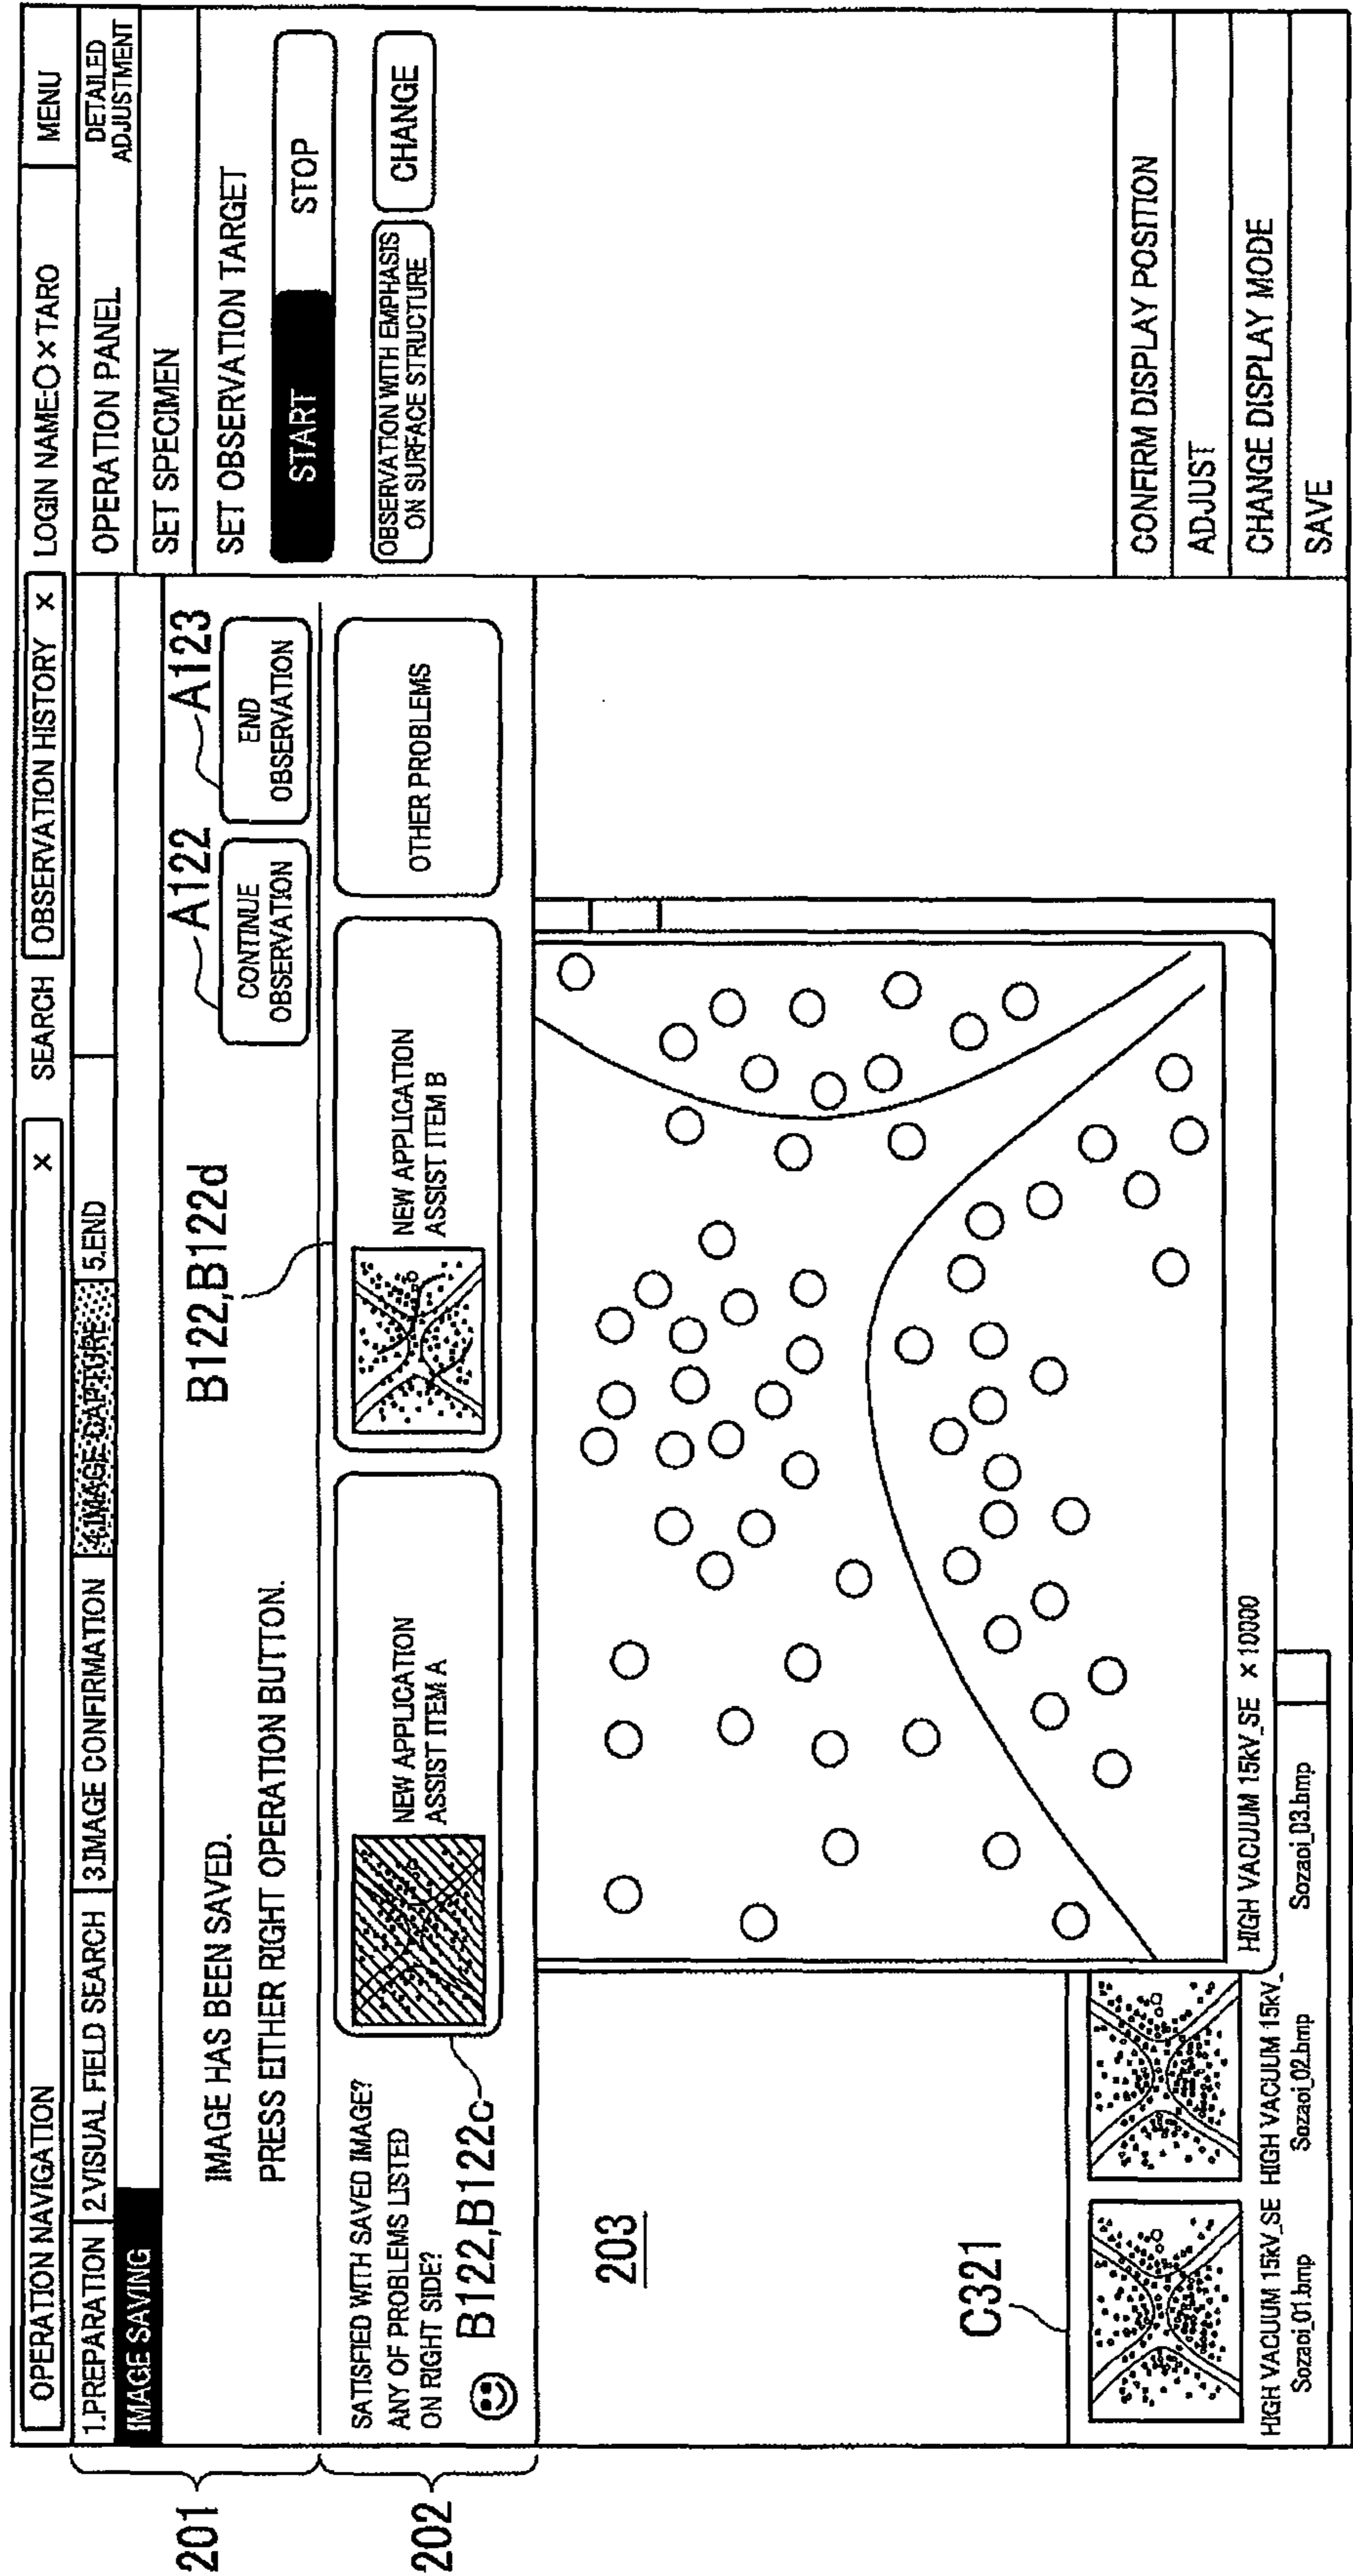 OPERATION NAVIGATION ×
SEARCH OBSERVATION HISTORY ×
LOGIN NAME:O×TARO MENU
1.PREPARATION 2.VISUAL FIELD SEARCH 3.IMAGE CONFIRMATION 4.IMAGE CAPTURE 5.END
OPERATION PANEL
DETAILED
ADJUSTMENT
IMAGE SAVING
SET SPECIMEN
201
IMAGE HAS BEEN SAVED.
PRESS EITHER RIGHT OPERATION BUTTON.
A122
CONTINUE
OBSERVATION
A123
END
OBSERVATION
SET OBSERVATION TARGET
START STOP
OBSERVATION WITH EMPHASIS
ON SURFACE STRUCTURE
CHANGE
202
SATISFIED WITH SAVED IMAGE?
ANY OF PROBLEMS LISTED
ON RIGHT SIDE?
B122,B122c
NEW APPLICATION
ASSIST ITEM A
B122,B122d
NEW APPLICATION
ASSIST ITEM B
OTHER PROBLEMS
203
C321
HIGH VACUUM 15kV_SE
Sozaoi_01.bmp
HIGH VACUUM 15kV_
Sozaoi_02.bmp
HIGH VACUUM 15kV_SE ×10000
Sozaoi_03.bmp
CONFIRM DISPLAY POSITION
ADJUST
CHANGE DISPLAY MODE
SAVE